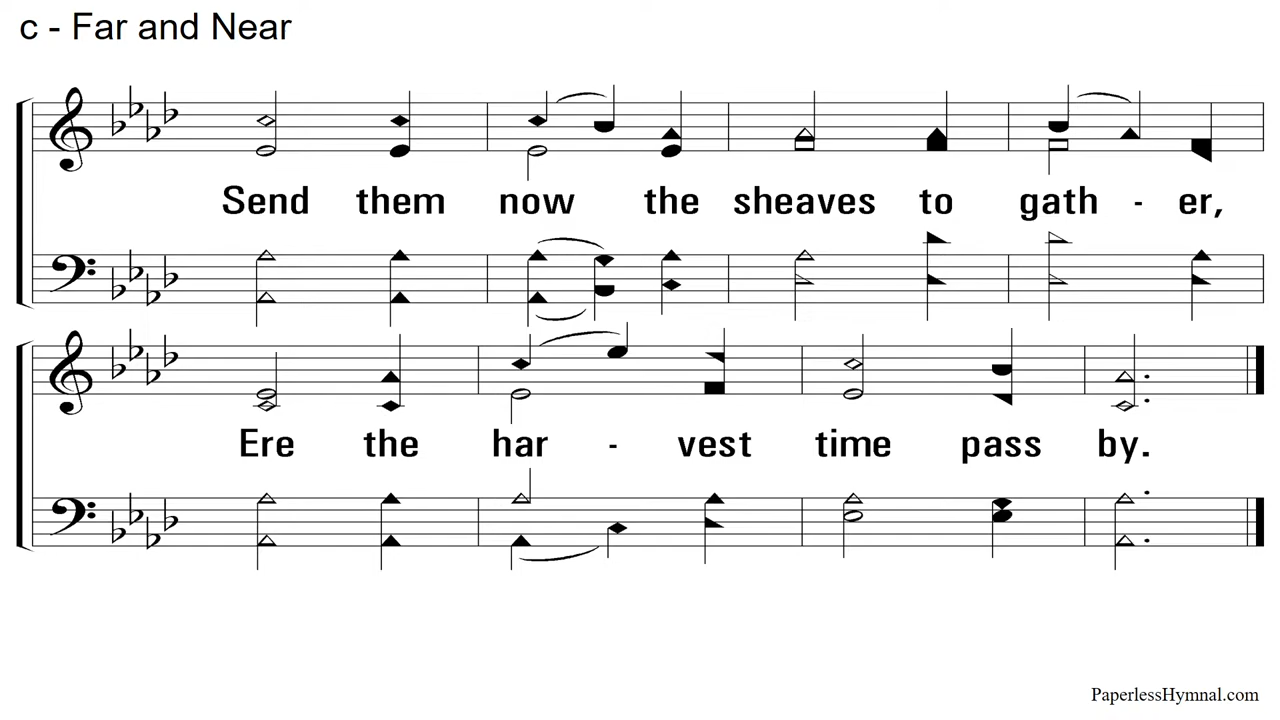 c - Far and Near
Send them now the sheaves to gath - er,
Ere the har - vest time pass by.
PaperlessHymnal.com